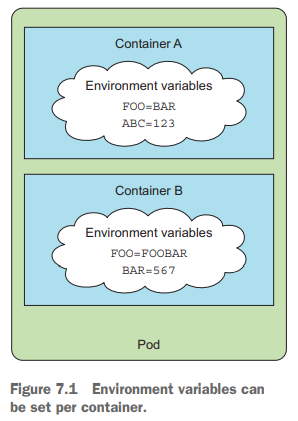 Container A
Environment variables
FOO=BAR
ABC=123
Container B
Environment variables
FOO=FOOBAR
BAR=567
Pod
Figure 7.1 Environment variables can
be set per container.